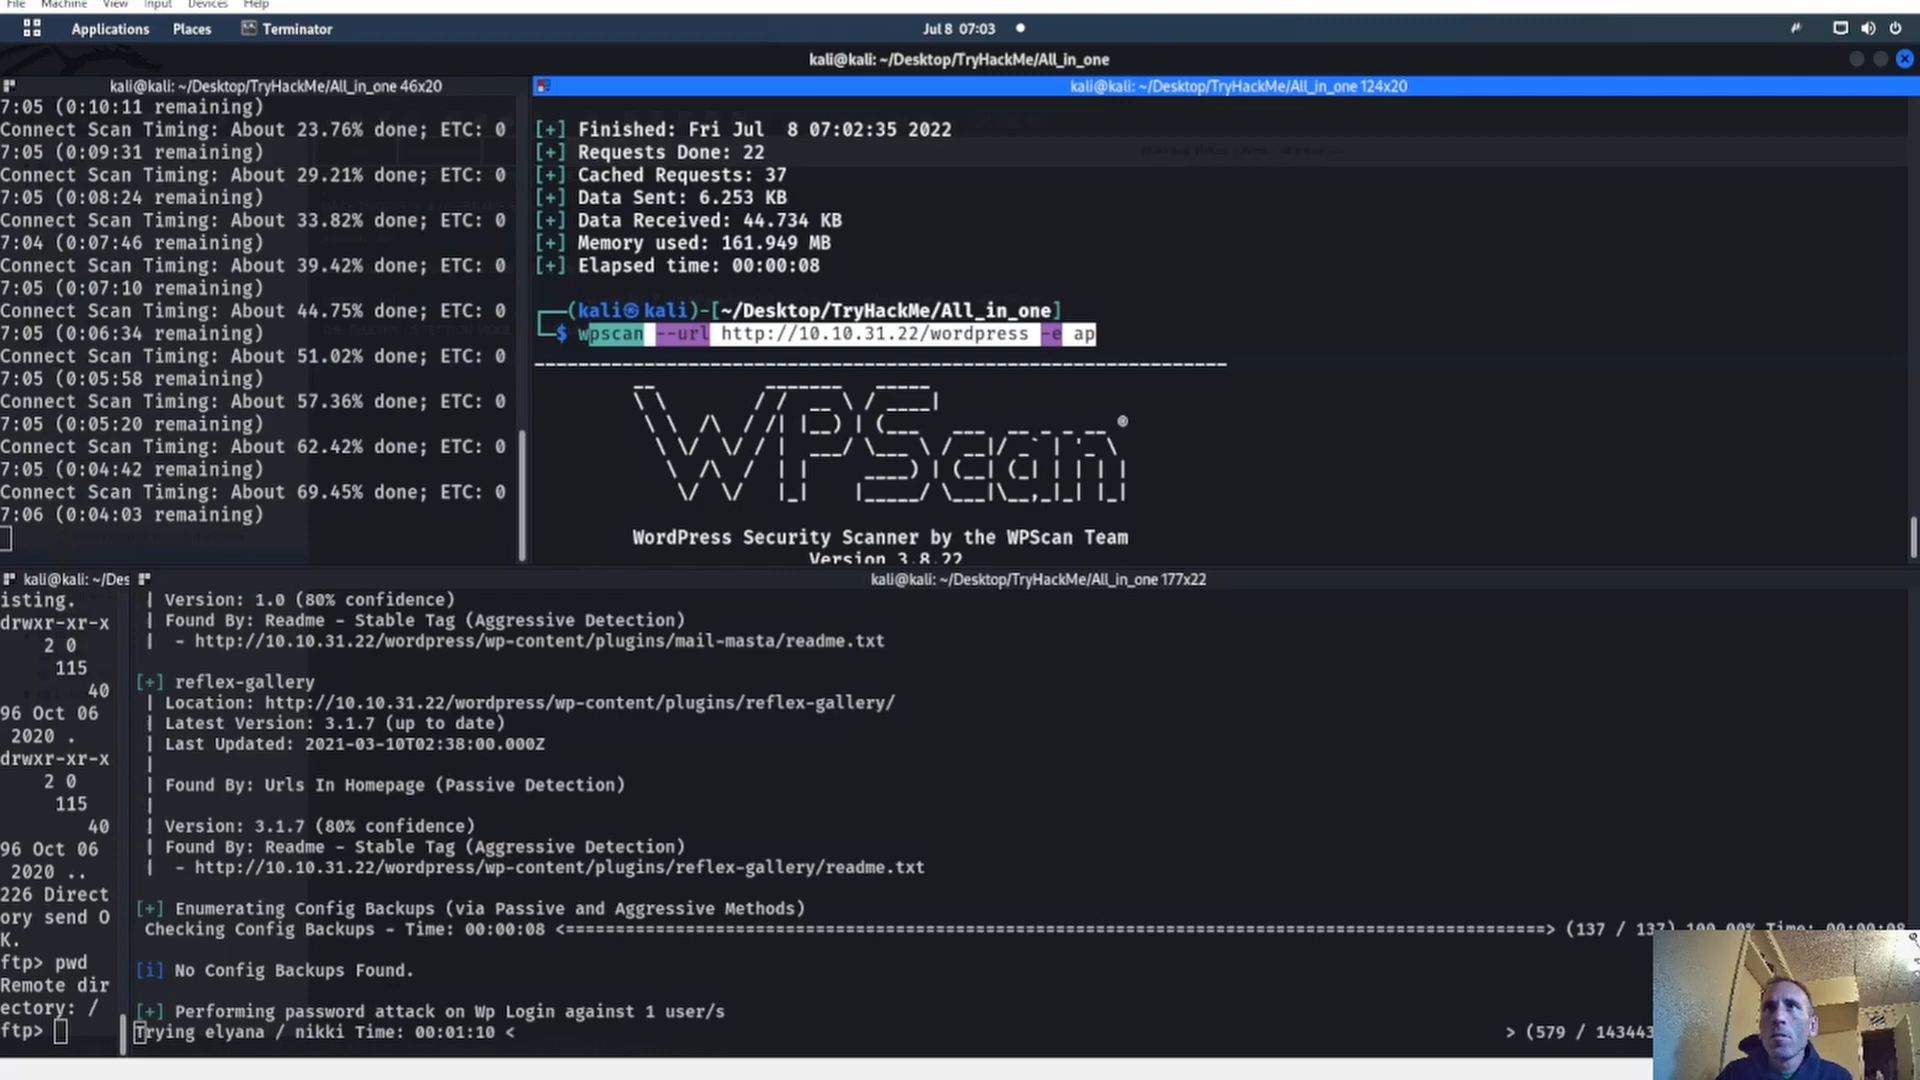 File Machine View Input Devices Help
Applications Places Terminator Jul 8 07:03
kali@kali: ~/Desktop/TryHackMe/All_in_one
kali@kali: ~/Desktop/TryHackMe/All_in_one 46x20
7:05 (0:10:11 remaining)
Connect Scan Timing: About 23.76% done; ETC: 0
7:05 (0:09:31 remaining)
Connect Scan Timing: About 29.21% done; ETC: 0
7:05 (0:08:24 remaining)
Connect Scan Timing: About 33.82% done; ETC: 0
7:04 (0:07:46 remaining)
Connect Scan Timing: About 39.42% done; ETC: 0
7:05 (0:07:10 remaining)
Connect Scan Timing: About 44.75% done; ETC: 0
7:05 (0:06:34 remaining)
Connect Scan Timing: About 51.02% done; ETC: 0
7:05 (0:05:58 remaining)
Connect Scan Timing: About 57.36% done; ETC: 0
7:05 (0:05:20 remaining)
Connect Scan Timing: About 62.42% done; ETC: 0
7:05 (0:04:42 remaining)
Connect Scan Timing: About 69.45% done; ETC: 0
7:06 (0:04:03 remaining)
kali@kali: ~/Desktop/TryHackMe/All_in_one 124x20
[+] Finished: Fri Jul  8 07:02:35 2022
[+] Requests Done: 22
[+] Cached Requests: 37
[+] Data Sent: 6.253 KB
[+] Data Received: 44.734 KB
[+] Memory used: 161.949 MB
[+] Elapsed time: 00:00:08
(kali㉿kali)-[~/Desktop/TryHackMe/All_in_one]
$ wpscan --url http://10.10.31.22/wordpress -e ap
WPScan ®
WordPress Security Scanner by the WPScan Team
Version 3.8.22
kali@kali: ~/Des
isting.
drwxr-xr-x
2 0
115
40
96 Oct 06
2020 .
drwxr-xr-x
2 0
115
40
96 Oct 06
2020 ..
226 Direct
ory send O
K.
ftp> pwd
Remote dir
ectory: /
ftp>
kali@kali: ~/Desktop/TryHackMe/All_in_one 177x22
| Version: 1.0 (80% confidence)
| Found By: Readme - Stable Tag (Aggressive Detection)
|  - http://10.10.31.22/wordpress/wp-content/plugins/mail-masta/readme.txt
[+] reflex-gallery
| Location: http://10.10.31.22/wordpress/wp-content/plugins/reflex-gallery/
| Latest Version: 3.1.7 (up to date)
| Last Updated: 2021-03-10T02:38:00.000Z
|
| Found By: Urls In Homepage (Passive Detection)
|
| Version: 3.1.7 (80% confidence)
| Found By: Readme - Stable Tag (Aggressive Detection)
|  - http://10.10.31.22/wordpress/wp-content/plugins/reflex-gallery/readme.txt
[+] Enumerating Config Backups (via Passive and Aggressive Methods)
Checking Config Backups - Time: 00:00:08 <=================================================================================================> (137 / 137) 100.00% Time: 00:00:08
[i] No Config Backups Found.
[+] Performing password attack on Wp Login against 1 user/s
Trying elyana / nikki Time: 00:01:10 < > (579 / 143443